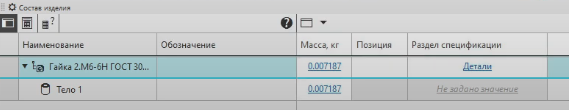 Состав изделия
Наименование Обозначение Масса, кг Позиция Раздел спецификации
Гайка 2.М6-6Н ГОСТ 30... 0.007187 Детали
Тело 1 0.007187 Не задано значение